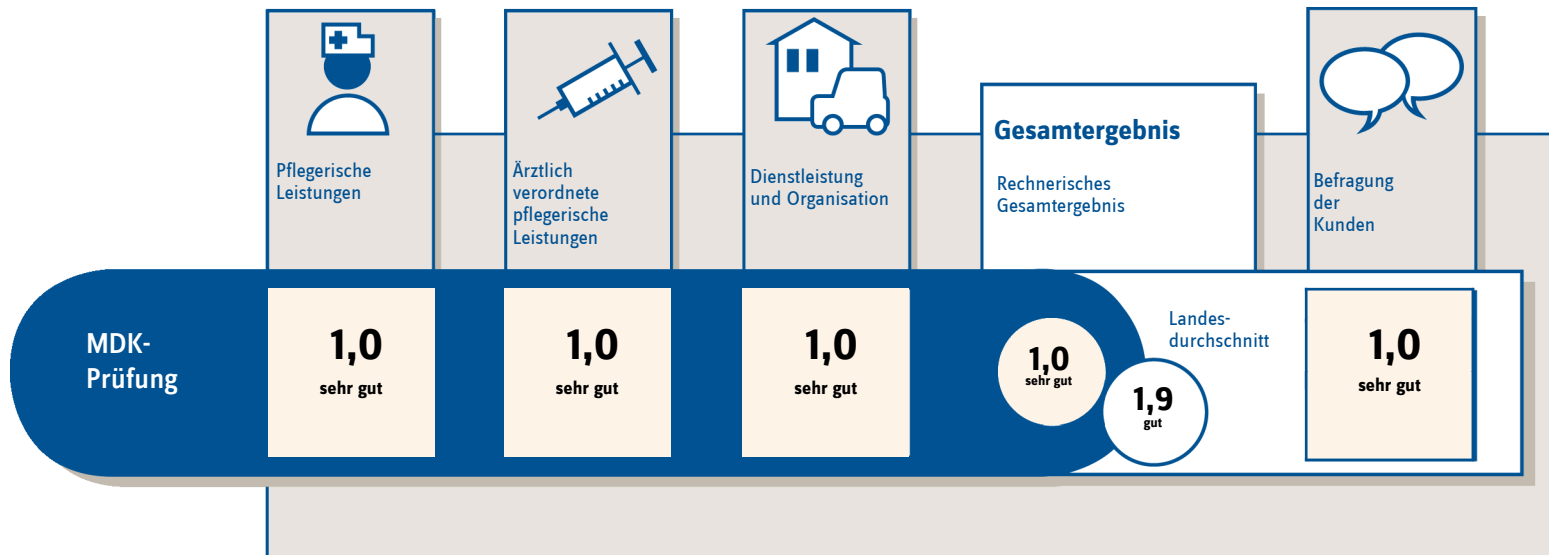 Pflegerische
Leistungen
Ärztlich
verordnete
pflegerische
Leistungen
Dienstleistung
und Organisation
Gesamtergebnis
Rechnerisches
Gesamtergebnis
Befragung
der
Kunden
MDK-
Prüfung
1,0
sehr gut
1,0
sehr gut
1,0
sehr gut
1,0
sehr gut
Landes-
durchschnitt
1,9
gut
1,0
sehr gut